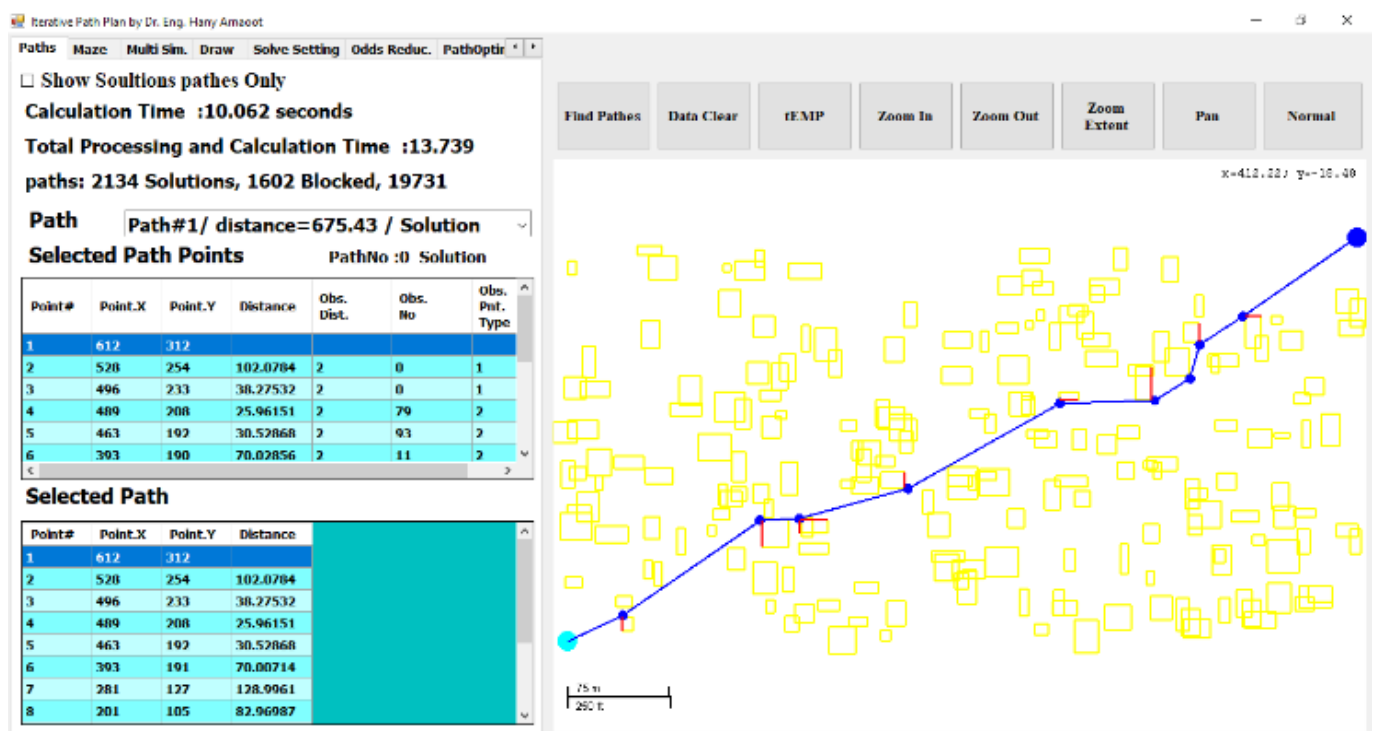 Iterative Path Plan by Dr. Eng. Hany Amaoot
Paths Maze Multi Sim. Draw Solve Setting Odds Reduc. PathOptir
Show Soultions pathes Only
Calculation Time :10.062 seconds
Total Processing and Calculation Time :13.739
paths: 2134 Solutions, 1602 Blocked, 19731
Path Path#1/ distance=675.43 / Solution
Selected Path Points PathNo :0 Solution
Point# Point.X Point.Y Distance Obs. Dist. Obs. No Obs. Pnt. Type
1 612 312
2 528 254 102.0784 2 0 1
3 496 233 38.27532 2 0 1
4 489 208 25.96151 2 79 2
5 463 192 30.52868 2 93 2
6 393 190 70.02856 2 11 2
Selected Path
Point# Point.X Point.Y Distance
1 612 312
2 528 254 102.0784
3 496 233 38.27532
4 489 208 25.96151
5 463 192 30.52868
6 393 191 70.00714
7 281 127 128.9961
8 201 105 82.96987
Find Pathes Data Clear tEMP Zoom In Zoom Out Zoom Extent Pan Normal
x=412.22; y=-18.48
75 m
250 ft